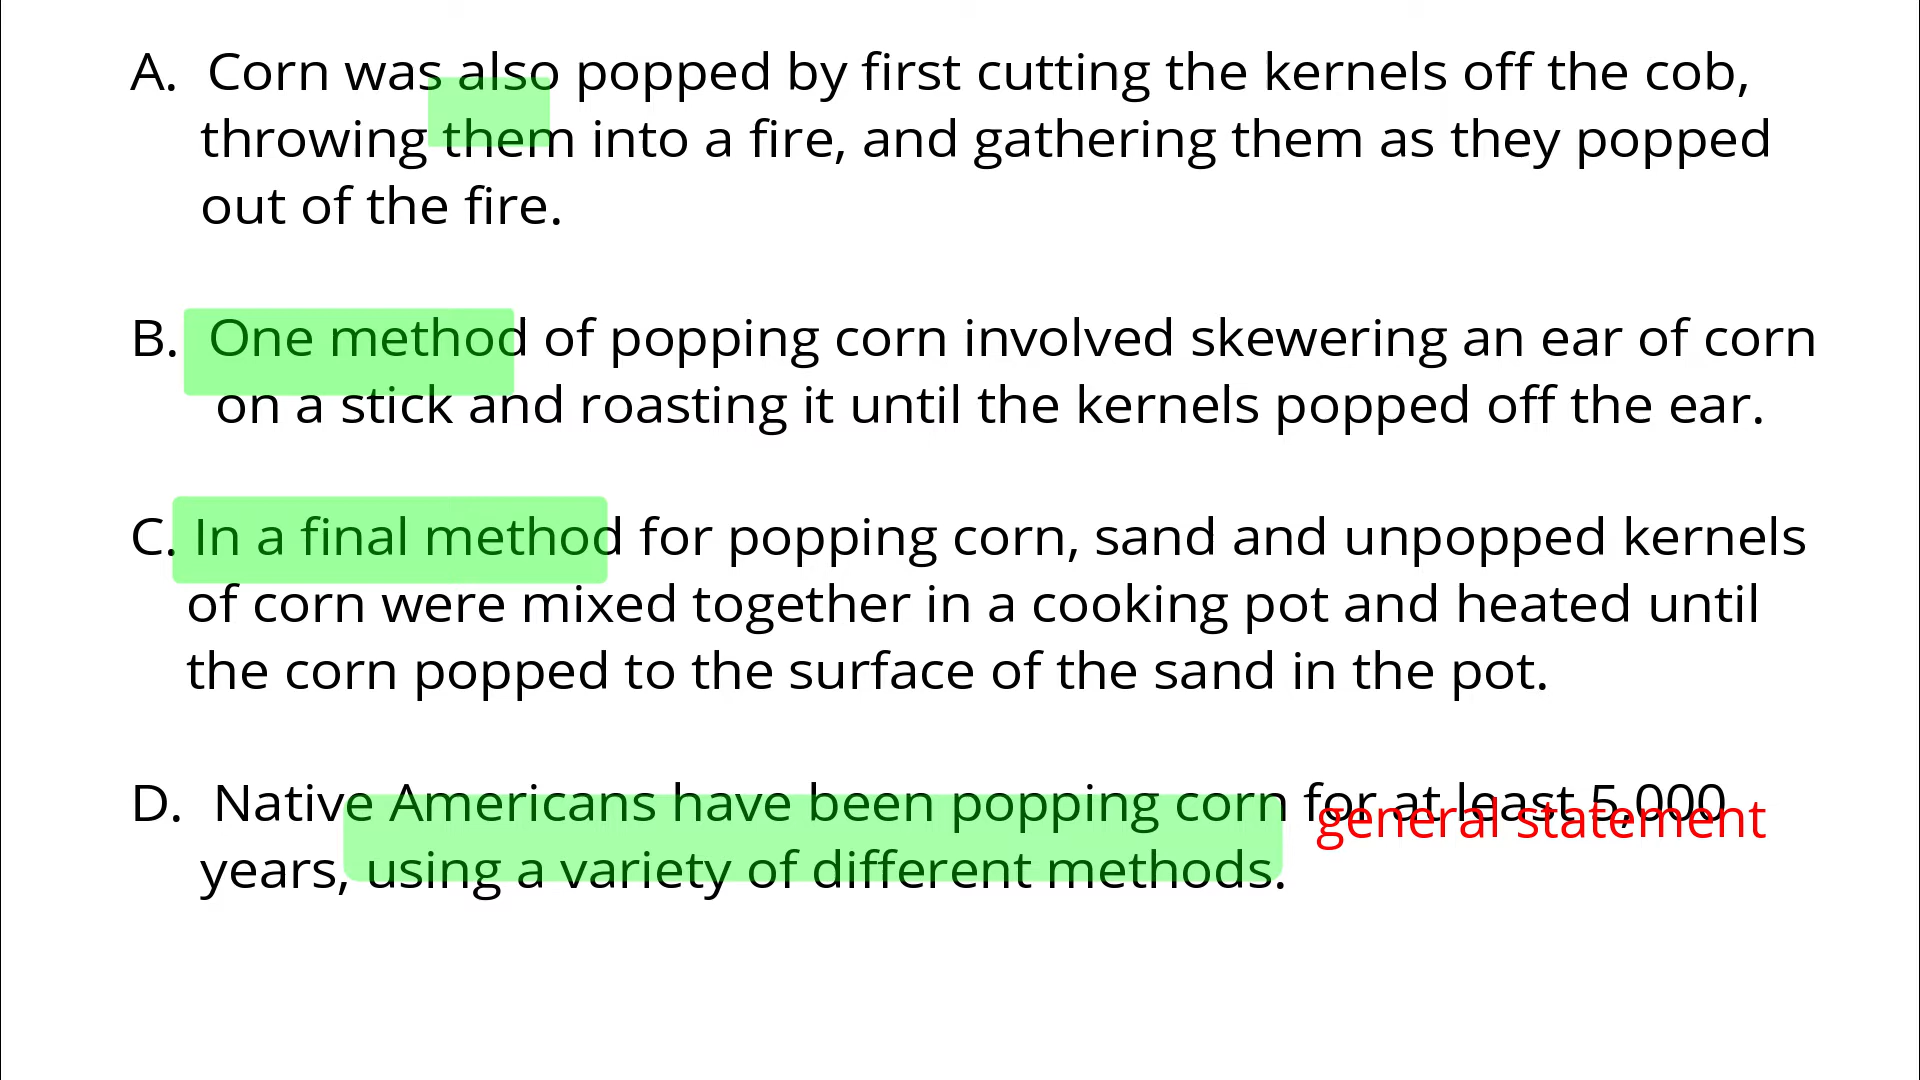 A. Corn was also popped by first cutting the kernels off the cob,
throwing them into a fire, and gathering them as they popped
out of the fire.
B. One method of popping corn involved skewering an ear of corn
on a stick and roasting it until the kernels popped off the ear.
C. In a final method for popping corn, sand and unpopped kernels
of corn were mixed together in a cooking pot and heated until
the corn popped to the surface of the sand in the pot.
D. Native Americans have been popping corn for at least 5,000
general statement
years, using a variety of different methods.